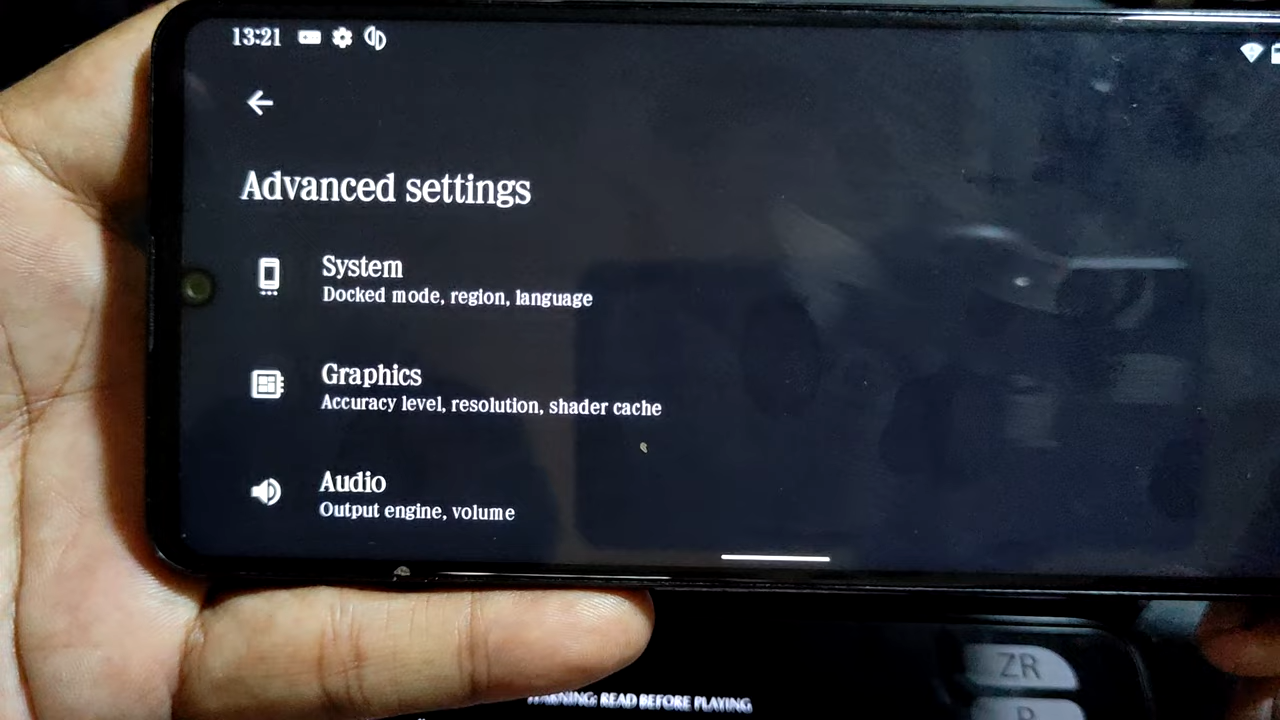 13:21
Advanced settings
System
Docked mode, region, language
Graphics
Accuracy level, resolution, shader cache
Audio
Output engine, volume
ZR
WARNING: READ BEFORE PLAYING
R